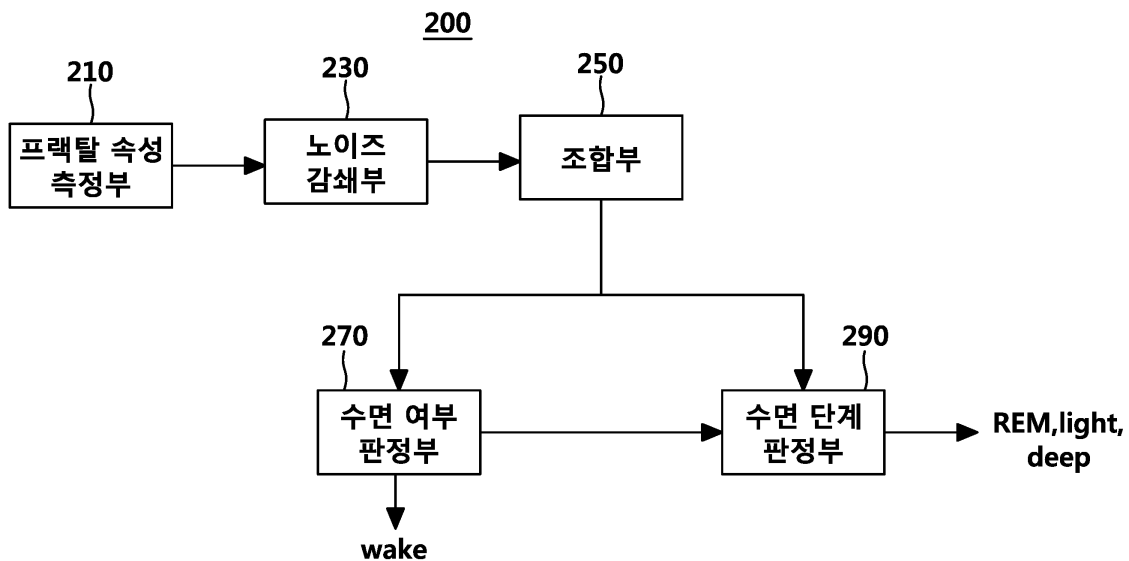 200
210
230
250
프랙탈 속성
측정부
노이즈
감쇄부
조합부
270
290
수면 여부
판정부
수면 단계
판정부
REM,light,
deep
wake